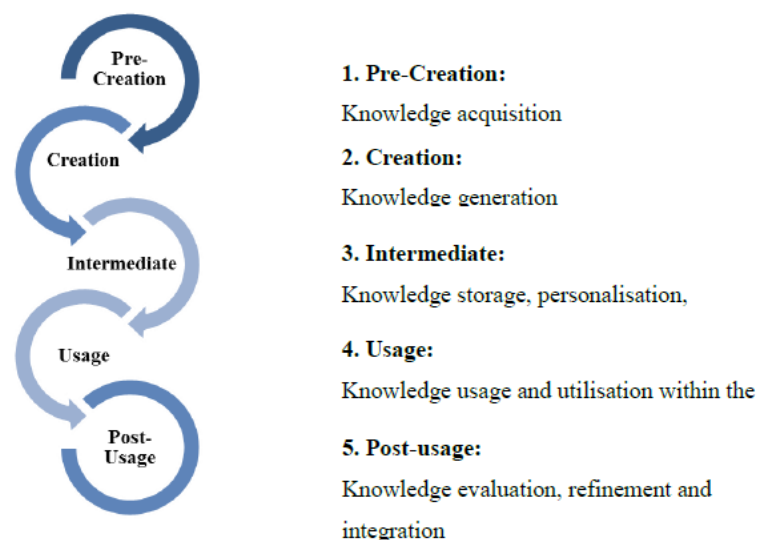 Pre-
Creation
Creation
Intermediate
Usage
Post-
Usage
1. Pre-Creation:
Knowledge acquisition
2. Creation:
Knowledge generation
3. Intermediate:
Knowledge storage, personalisation,
4. Usage:
Knowledge usage and utilisation within the
5. Post-usage:
Knowledge evaluation, refinement and
integration